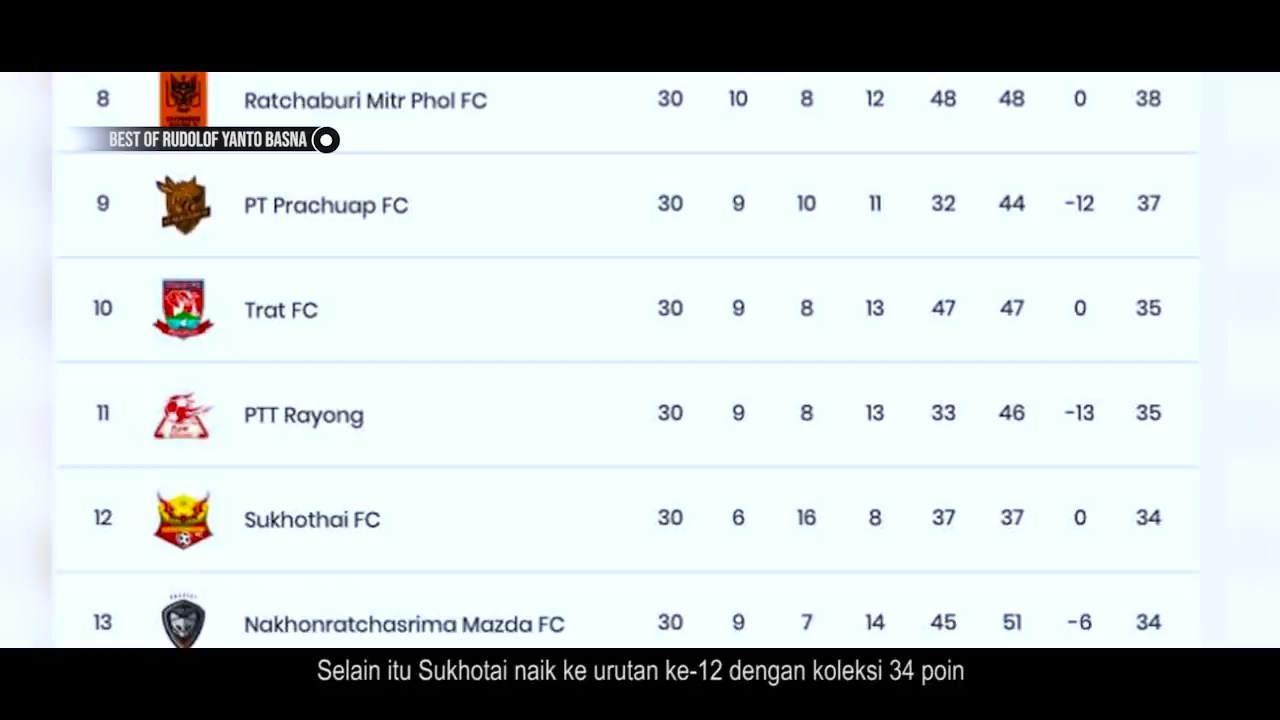 8 Ratchaburi Mitr Phol FC 30 10 8 12 48 48 0 38
BEST OF RUDOLOF YANTO BASNA
9 PT Prachuap FC 30 9 10 11 32 44 -12 37
10 Trat FC 30 9 8 13 47 47 0 35
11 PTT Rayong 30 9 8 13 33 46 -13 35
12 Sukhothai FC 30 6 16 8 37 37 0 34
13 Nakhonratchasrima Mazda FC 30 9 7 14 45 51 -6 34
Selain itu Sukhotai naik ke urutan ke-12 dengan koleksi 34 poin